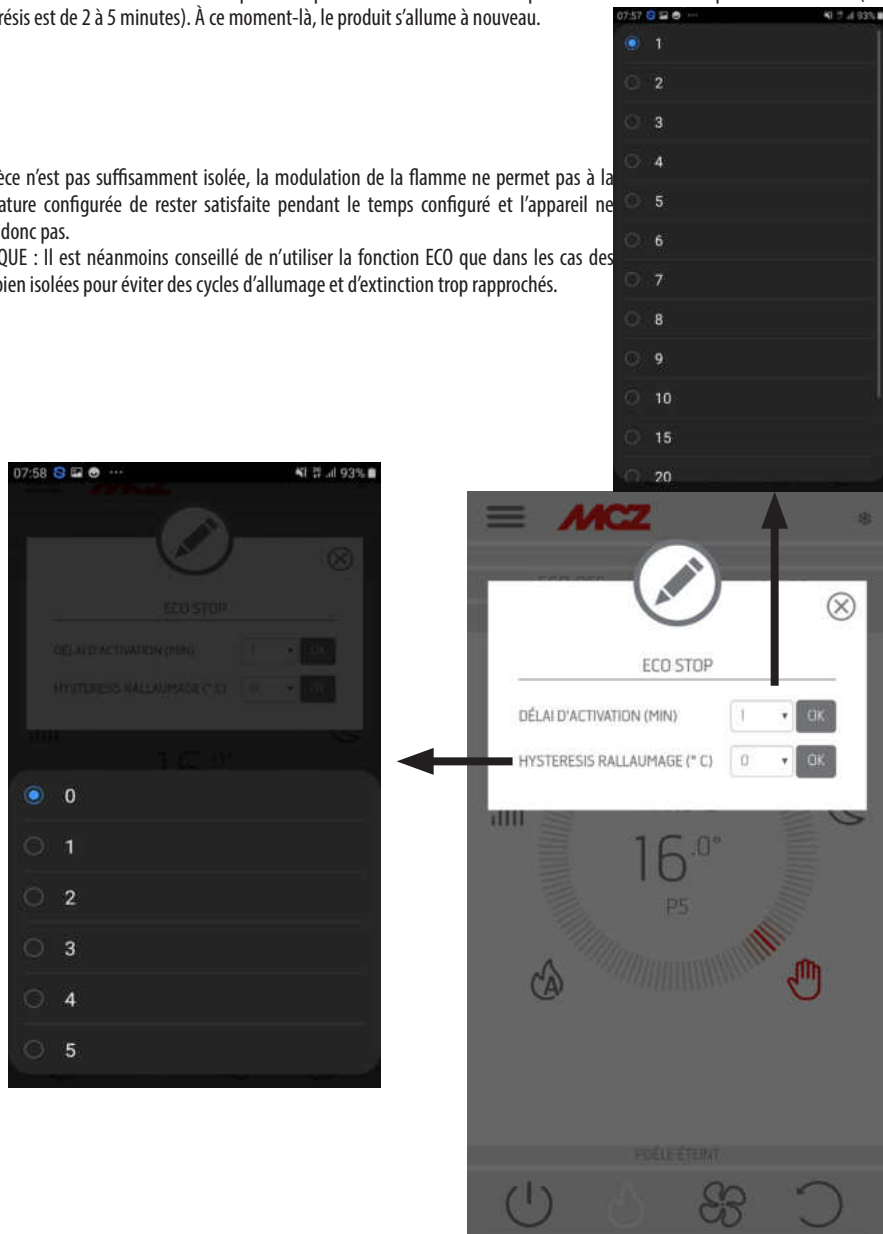 résis est de 2 à 5 minutes). À ce moment-là, le produit s’allume à nouveau.
07:57 93%
1
2
3
4
5
6
7
8
9
10
15
20
èce n’est pas suffisamment isolée, la modulation de la flamme ne permet pas à la
ature configurée de rester satisfaite pendant le temps configuré et l’appareil ne
donc pas.
QUE : Il est néanmoins conseillé de n’utiliser la fonction ECO que dans les cas des
bien isolées pour éviter des cycles d’allumage et d’extinction trop rapprochés.
07:58 ... 93%
ECO STOP
DÉLAI D'ACTIVATION (MIN) 1 OK
HYSTERESIS RALLAUMAGE (° C) 0 OK
0
1
2
3
4
5
MCZ
ECO STOP
DÉLAI D'ACTIVATION (MIN) 1 OK
HYSTERESIS RALLAUMAGE (° C) 0 OK
16.0°
P5
A
POÊLE ÉTEINT